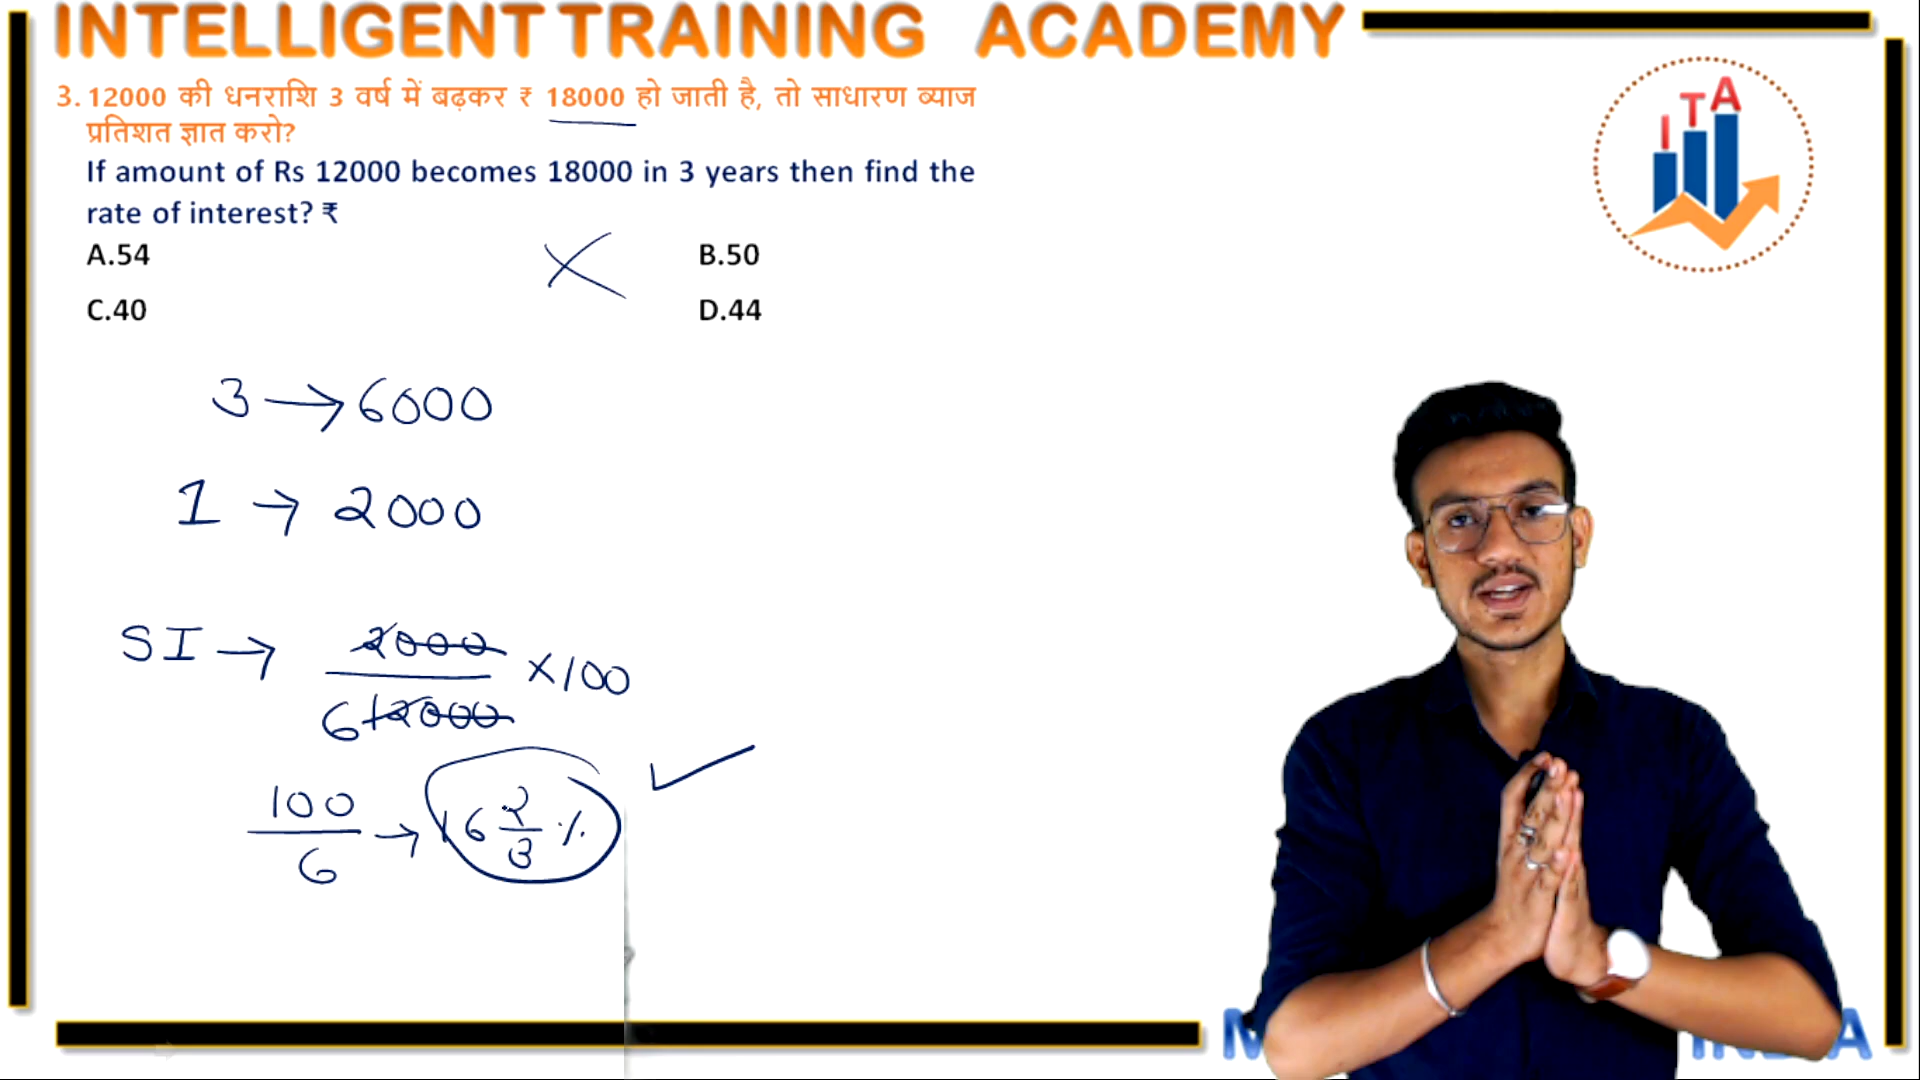 INTELLIGENT TRAINING ACADEMY
3. 12000 की धनराशि 3 वर्ष में बढ़कर ₹ 18000 हो जाती है, तो साधारण ब्याज
प्रतिशत ज्ञात करो?
If amount of Rs 12000 becomes 18000 in 3 years then find the
rate of interest? ₹
A.54 B.50
C.40 D.44
3 → 6000
1 → 2000
SI → 2000
× 100
6 12000
100
6
→ 16 2/3 %
I T A